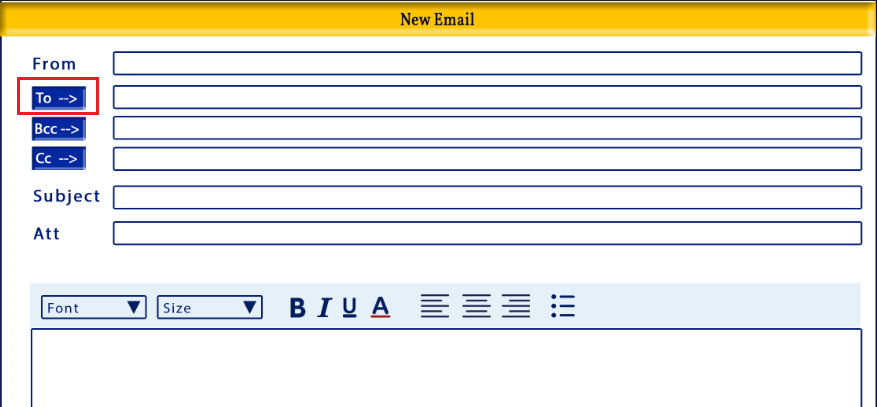 New Email
From
To -->
Bcc -->
Cc -->
Subject
Att
Font ▼ Size ▼ B I U A